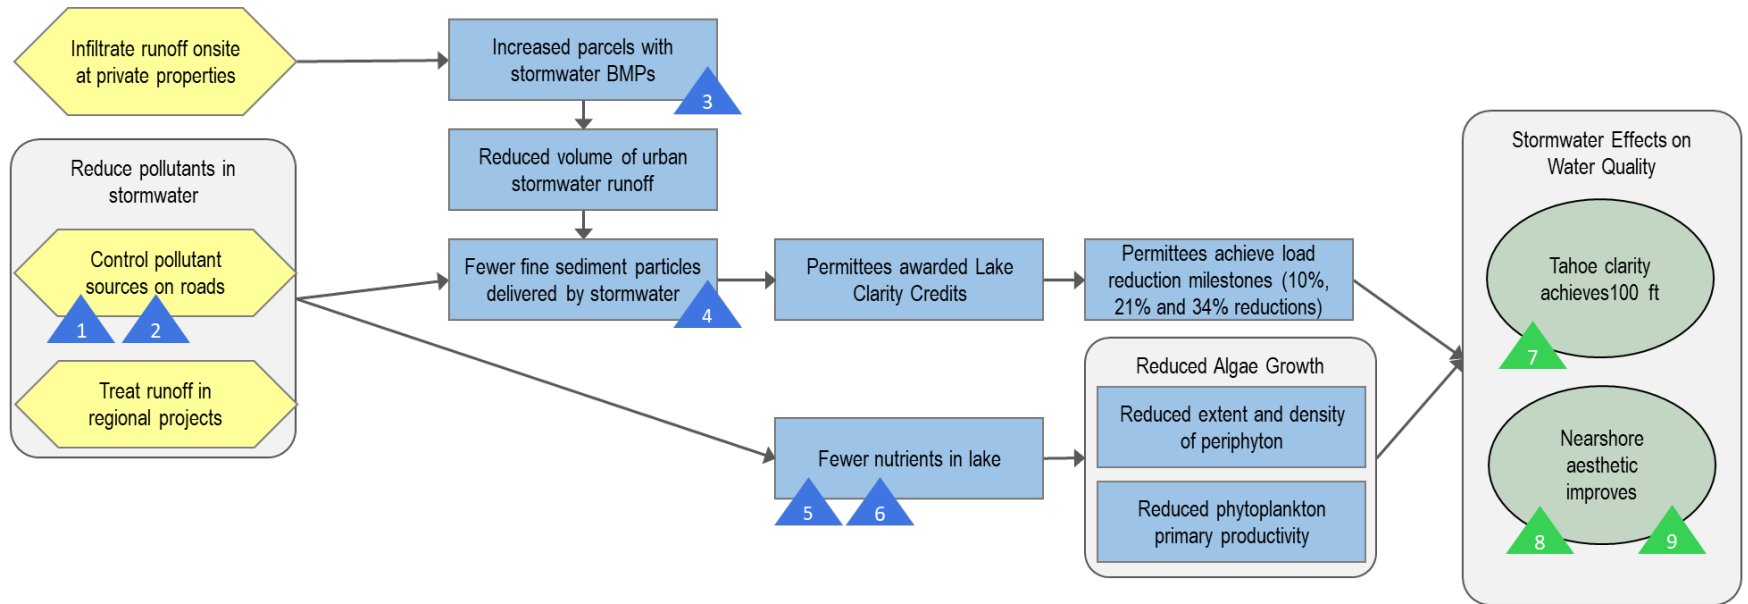 Infiltrate runoff onsite
at private properties
Increased parcels with
stormwater BMPs
3
Reduced volume of urban
stormwater runoff
Reduce pollutants in
stormwater
Control pollutant
sources on roads
1
2
Treat runoff in
regional projects
Fewer fine sediment particles
delivered by stormwater
4
Permittees awarded Lake
Clarity Credits
Permittees achieve load
reduction milestones (10%,
21% and 34% reductions)
Fewer nutrients in lake
5
6
Reduced Algae Growth
Reduced extent and density
of periphyton
Reduced phytoplankton
primary productivity
Stormwater Effects on
Water Quality
Tahoe clarity
achieves100 ft
7
Nearshore
aesthetic
improves
8
9